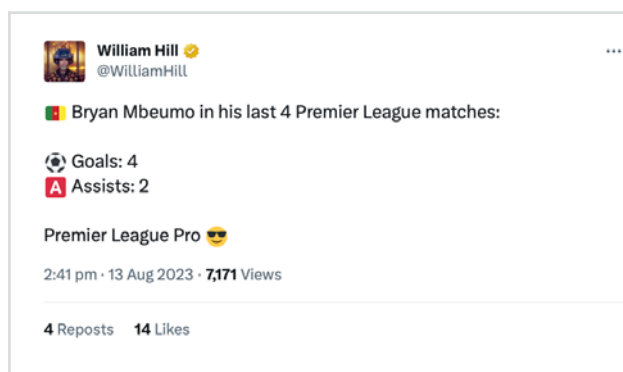 William Hill
@WilliamHill
🇨🇲 Bryan Mbeumo in his last 4 Premier League matches:
⚽ Goals: 4
🅰️ Assists: 2
Premier League Pro 😎
2:41 pm · 13 Aug 2023 · 7,171 Views
4 Reposts 14 Likes